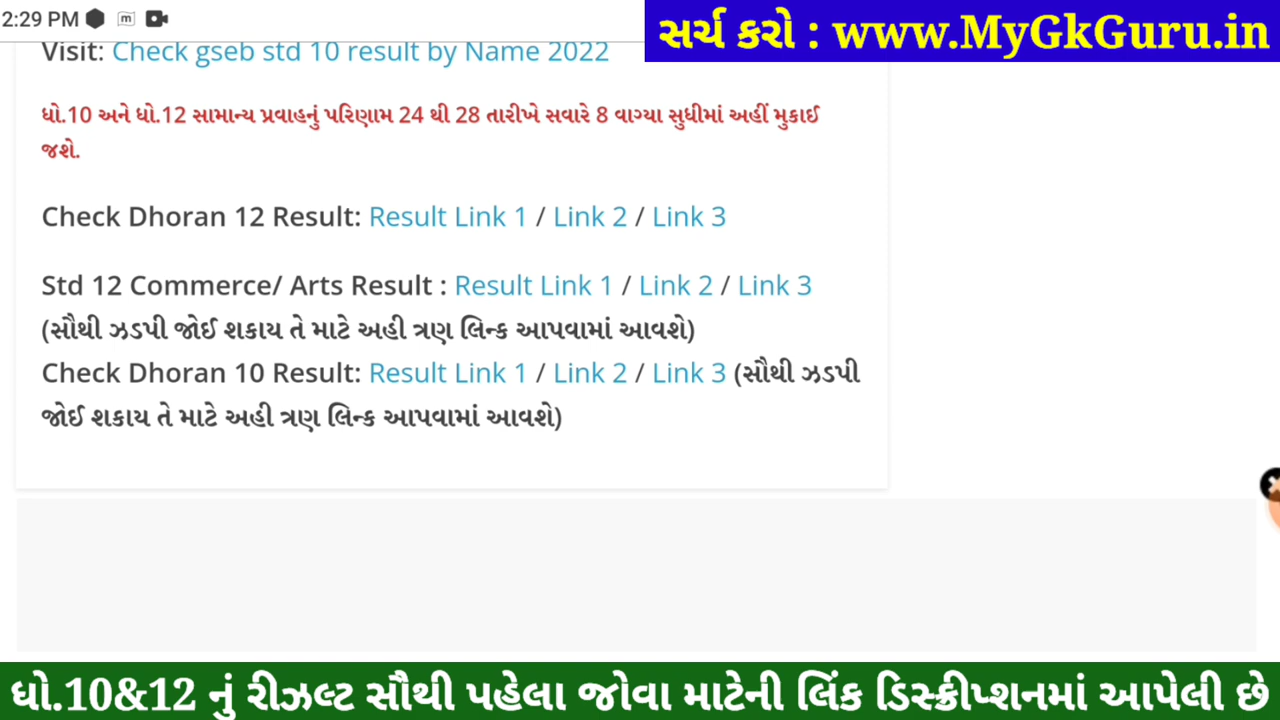 2:29 PM
સર્ચ કરો : www.MyGkGuru.in
Visit: Check gseb std 10 result by Name 2022
ધો.10 અને ધો.12 સામાન્ય પ્રવાહનું પરિણામ 24 થી 28 તારીખે સવારે 8 વાગ્યા સુધીમાં અહીં મુકાઈ
જશે.
Check Dhoran 12 Result: Result Link 1 / Link 2 / Link 3
Std 12 Commerce/ Arts Result : Result Link 1 / Link 2 / Link 3
(સૌથી ઝડપી જોઈ શકાય તે માટે અહી ત્રણ લિન્ક આપવામાં આવશે)
Check Dhoran 10 Result: Result Link 1 / Link 2 / Link 3 (સૌથી ઝડપી
જોઈ શકાય તે માટે અહી ત્રણ લિન્ક આપવામાં આવશે)
ધો.10&12 નું રીઝલ્ટ સૌથી પહેલા જોવા માટેની લિંક ડિસ્ક્રીપ્શનમાં આપેલી છે